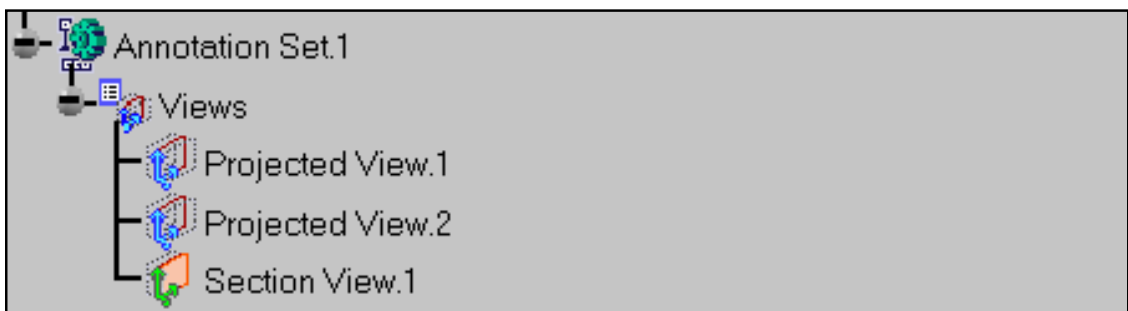 Annotation Set.1
Views
Projected View.1
Projected View.2
Section View.1